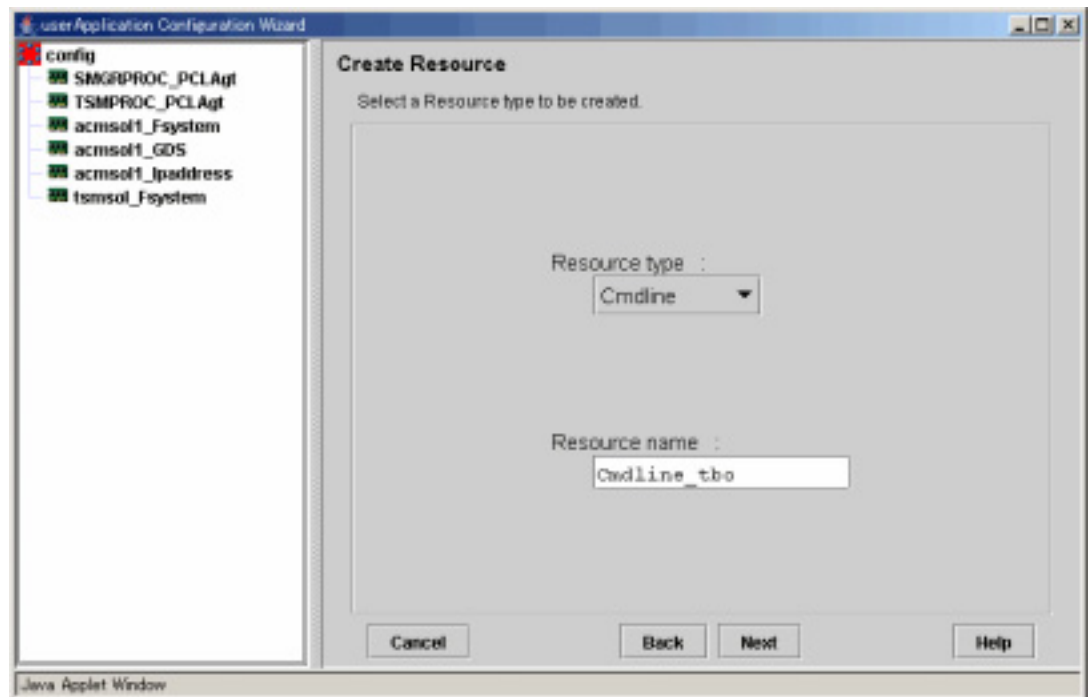 userApplication Configuration Wizard
config
SMGRPROC_PCLAgt
TSMPROC_PCLAgt
acmsol1_Fsystem
acmsol1_GDS
acmsol1_Ipaddress
tsmsol_Fsystem
Create Resource
Select a Resource type to be created.
Resource type :
Cmdline
Resource name :
Cmdline_tbo
Cancel Back Next Help
Java Applet Window